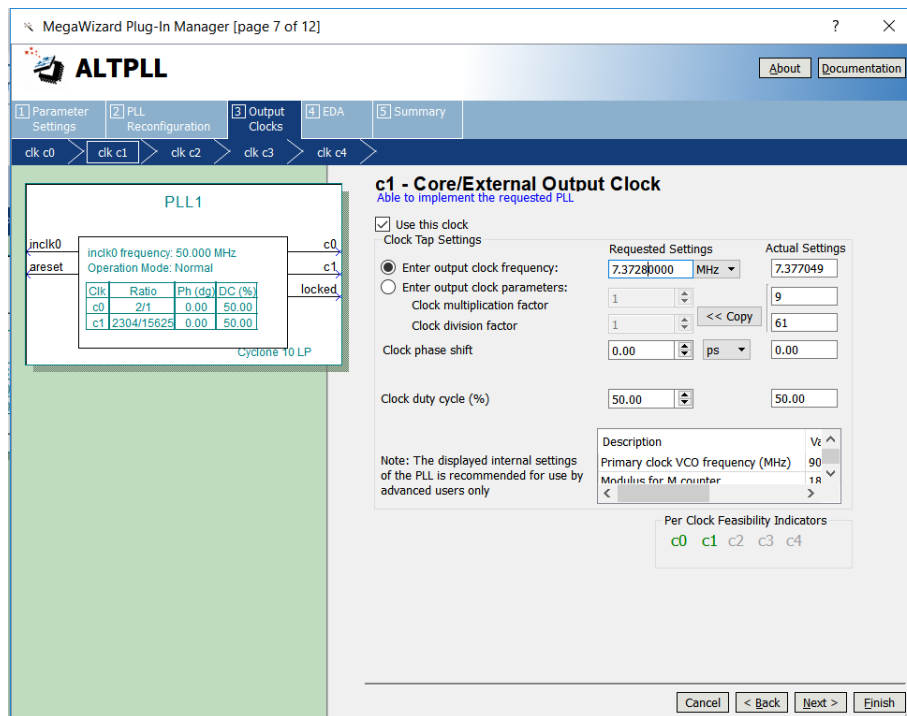 MegaWizard Plug-In Manager [page 7 of 12]
? ×
ALTPLL
About
Documentation
1 Parameter Settings
2 PLL Reconfiguration
3 Output Clocks
4 EDA
5 Summary
clk c0
clk c1
clk c2
clk c3
clk c4
PLL1
inclk0
areset
c0
c1
locked
inclk0 frequency: 50.000 MHz
Operation Mode: Normal
Clk Ratio Ph (dg) DC (%)
c0 2/1 0.00 50.00
c1 2304/15625 0.00 50.00
Cyclone 10 LP
c1 - Core/External Output Clock
Able to implement the requested PLL
Use this clock
Clock Tap Settings
Requested Settings
Actual Settings
Enter output clock frequency:
7.37280000
MHz
7.377049
Enter output clock parameters:
Clock multiplication factor
1
9
<< Copy
Clock division factor
1
61
Clock phase shift
0.00
ps
0.00
Clock duty cycle (%)
50.00
50.00
Note: The displayed internal settings
of the PLL is recommended for use by
advanced users only
Description
Primary clock VCO frequency (MHz) 90
Modulus for M counter 18
Per Clock Feasibility Indicators
c0 c1 c2 c3 c4
Cancel
< Back
Next >
Finish